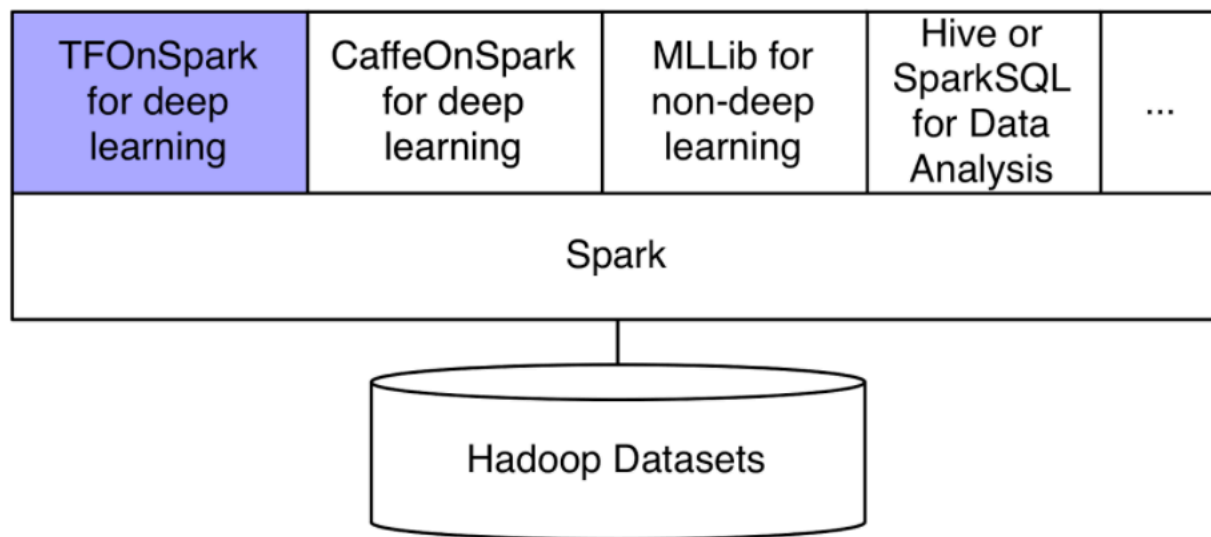 TFOnSpark
for deep
learning
CaffeOnSpark
for deep
learning
MLLib for
non-deep
learning
Hive or
SparkSQL
for Data
Analysis
...
Spark
Hadoop Datasets